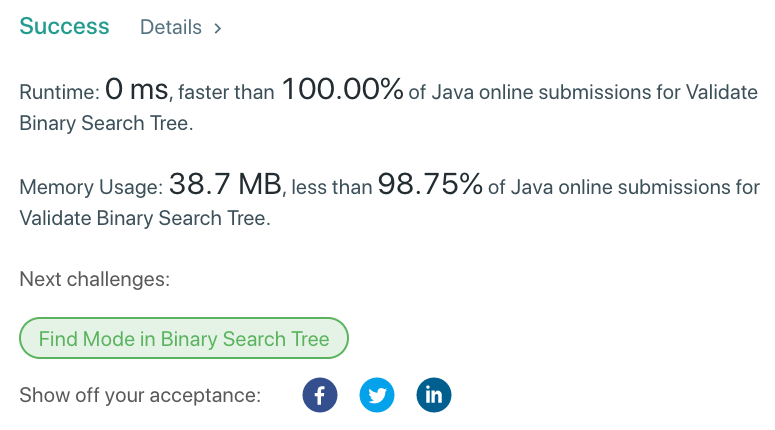 Success Details >
Runtime: 0 ms, faster than 100.00% of Java online submissions for Validate
Binary Search Tree.
Memory Usage: 38.7 MB, less than 98.75% of Java online submissions for
Validate Binary Search Tree.
Next challenges:
Find Mode in Binary Search Tree
Show off your acceptance: f in